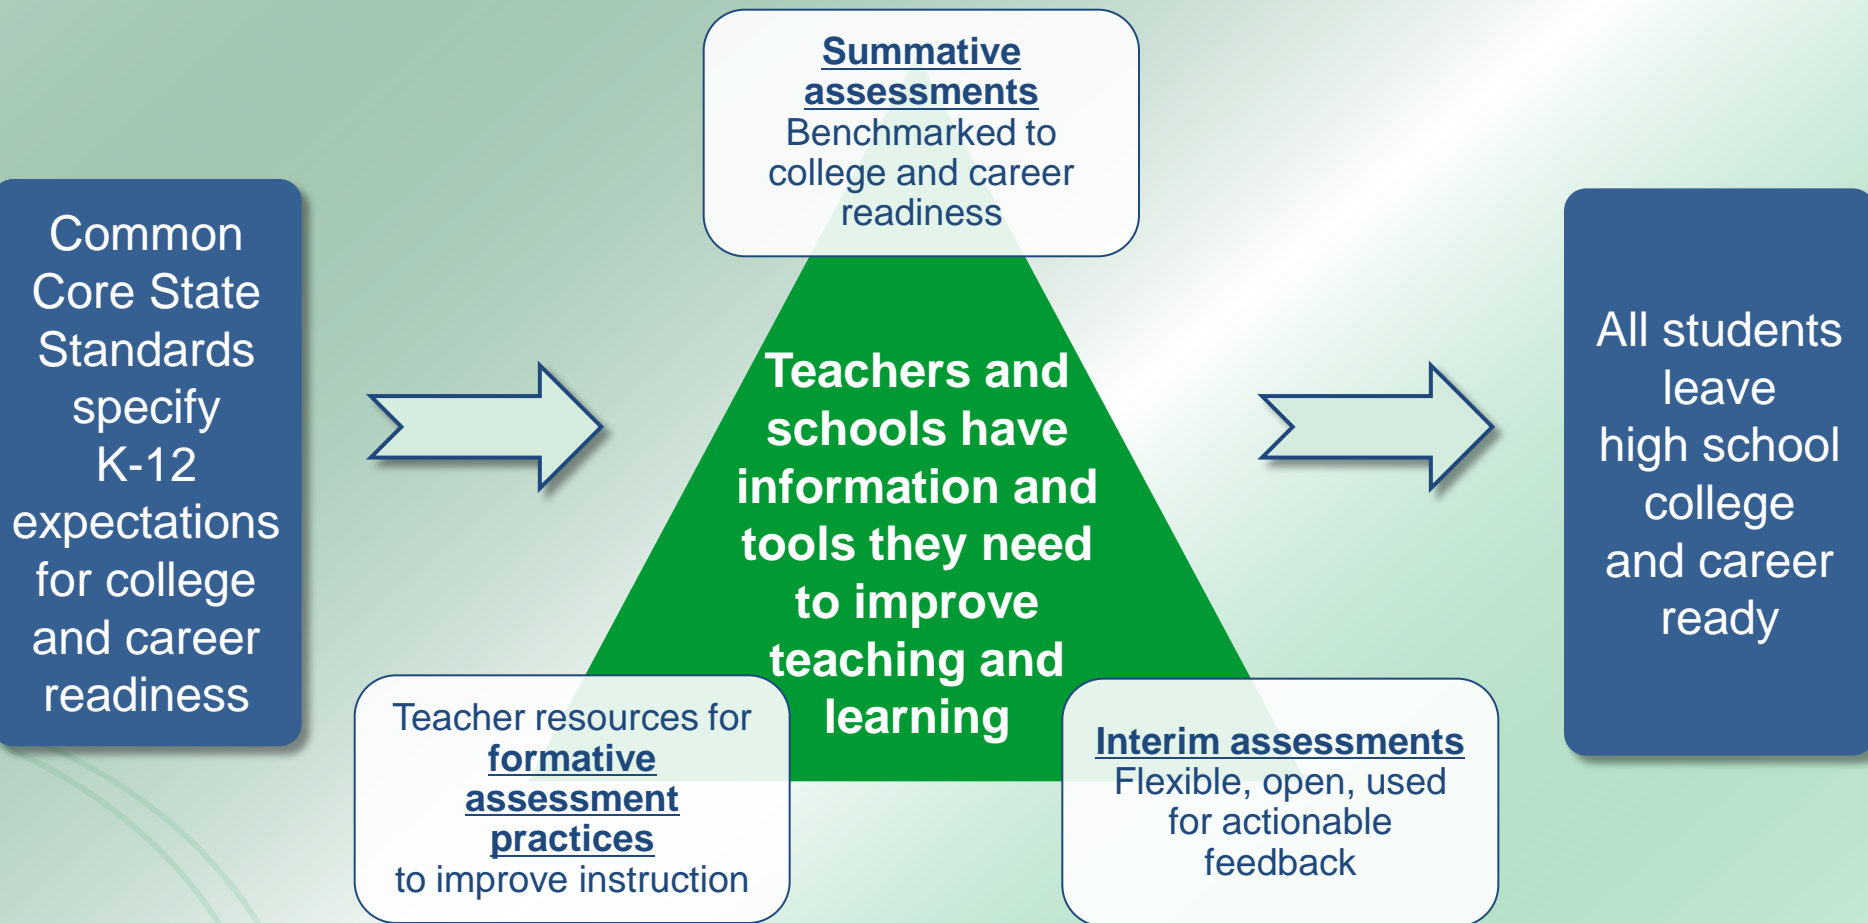 Common
Core State
Standards
specify
K-12
expectations
for college
and career
readiness
Summative
assessments
Benchmarked to
college and career
readiness
Teachers and
schools have
information and
tools they need
to improve
teaching and
learning
Teacher resources for
formative
assessment
practices
to improve instruction
Interim assessments
Flexible, open, used
for actionable
feedback
All students
leave
high school
college
and career
ready